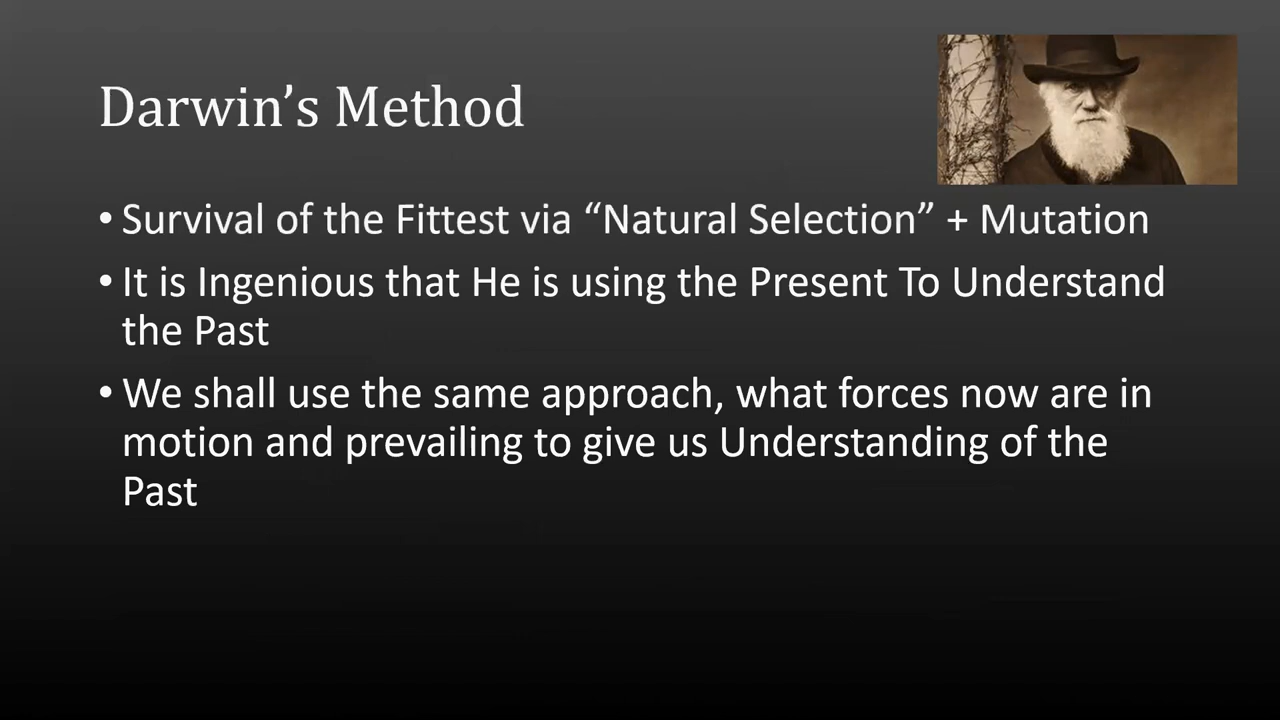 Darwin’s Method
• Survival of the Fittest via “Natural Selection” + Mutation
• It is Ingenious that He is using the Present To Understand
the Past
• We shall use the same approach, what forces now are in
motion and prevailing to give us Understanding of the
Past